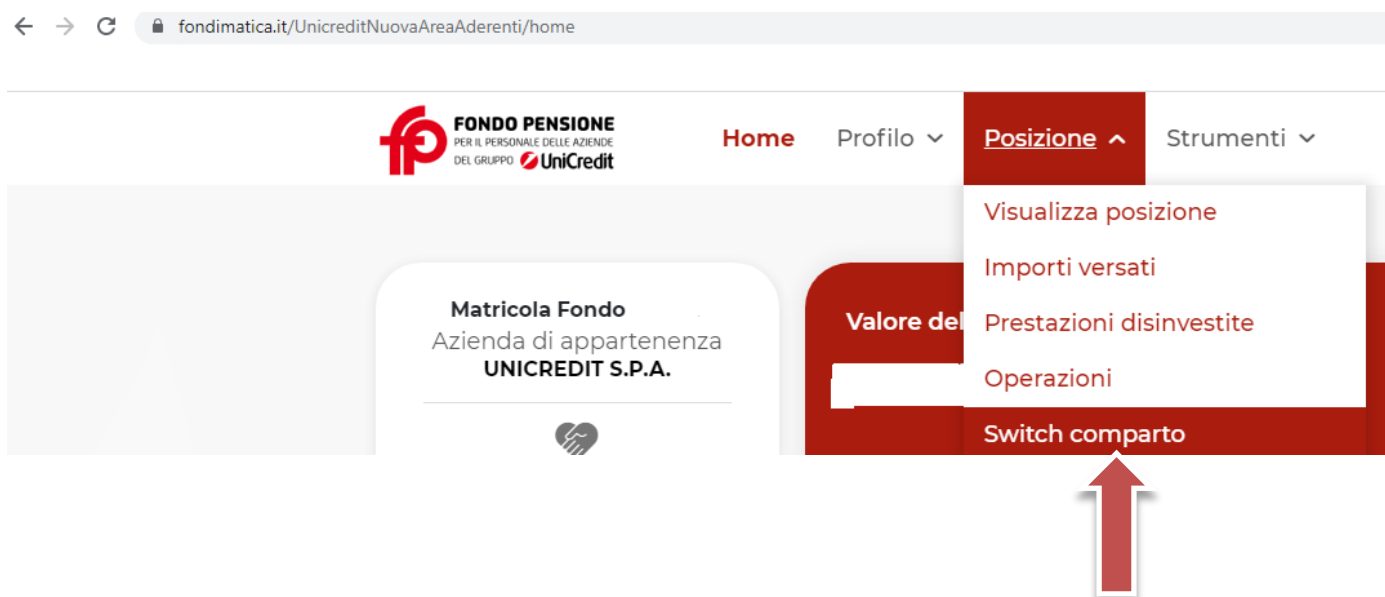 fondimatica.it/UnicreditNuovaAreaAderenti/home
FONDO PENSIONE
PER IL PERSONALE DELLE AZIENDE
DEL GRUPPO UniCredit
Home
Profilo
Posizione
Strumenti
Visualizza posizione
Importi versati
Prestazioni disinvestite
Operazioni
Switch comparto
Matricola Fondo
Azienda di appartenenza
UNICREDIT S.P.A.
Valore del